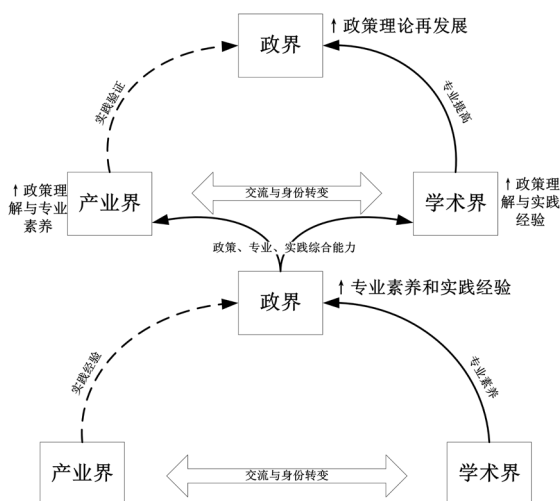 政界
↑ 政策理论再发展
实践验证
专业提高
↑ 政策理
解与专业
素养
产业界
交流与身份转变
学术界
↑ 政策理
解与实践
经验
政策、专业、实践综合能力
政界
↑ 专业素养和实践经验
实践经验
专业素养
产业界
交流与身份转变
学术界